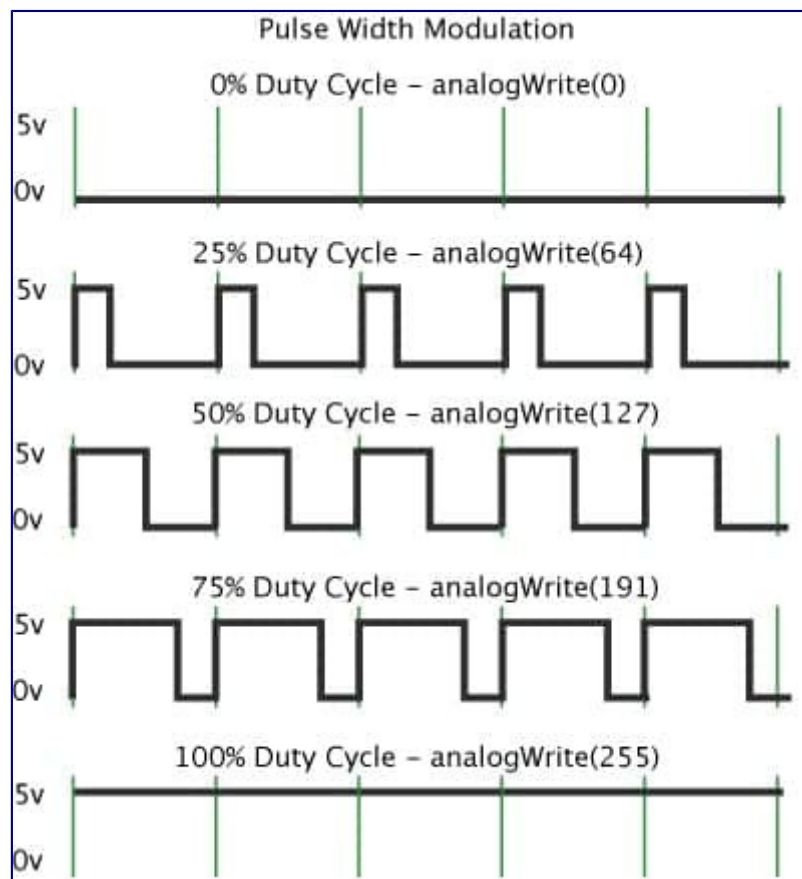 Pulse Width Modulation
0% Duty Cycle – analogWrite(0)
5v
0v
25% Duty Cycle – analogWrite(64)
5v
0v
50% Duty Cycle – analogWrite(127)
5v
0v
75% Duty Cycle – analogWrite(191)
5v
0v
100% Duty Cycle – analogWrite(255)
5v
0v